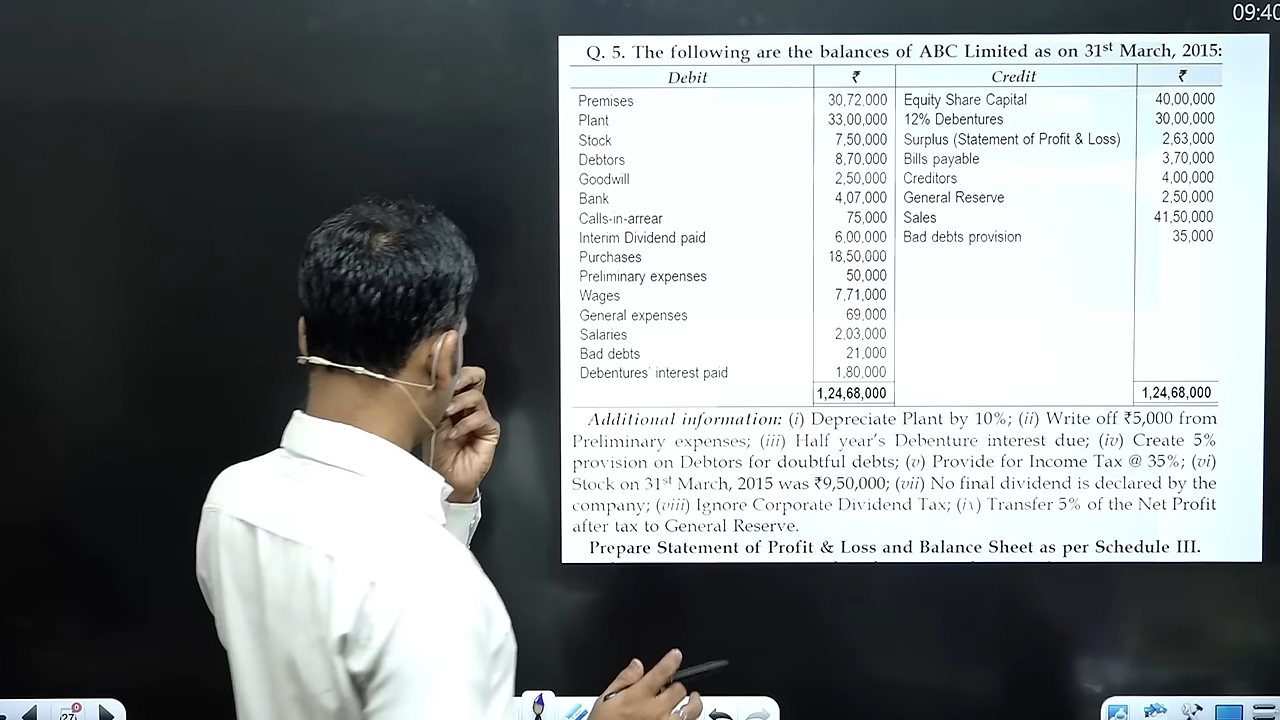 09:40
Q. 5. The following are the balances of ABC Limited as on 31st March, 2015:
Debit ₹ Credit ₹
Premises 30,72,000 Equity Share Capital 40,00,000
Plant 33,00,000 12% Debentures 30,00,000
Stock 7,50,000 Surplus (Statement of Profit & Loss) 2,63,000
Debtors 8,70,000 Bills payable 3,70,000
Goodwill 2,50,000 Creditors 4,00,000
Bank 4,07,000 General Reserve 2,50,000
Calls-in-arrear 75,000 Sales 41,50,000
Interim Dividend paid 6,00,000 Bad debts provision 35,000
Purchases 18,50,000
Preliminary expenses 50,000
Wages 7,71,000
General expenses 69,000
Salaries 2,03,000
Bad debts 21,000
Debentures' interest paid 1,80,000
1,24,68,000 1,24,68,000
Additional information: (i) Depreciate Plant by 10%; (ii) Write off ₹5,000 from
Preliminary expenses; (iii) Half year's Debenture interest due; (iv) Create 5%
provision on Debtors for doubtful debts; (v) Provide for Income Tax @ 35%; (vi)
Stock on 31st March, 2015 was ₹9,50,000; (vii) No final dividend is declared by the
company; (viii) Ignore Corporate Dividend Tax; (ix) Transfer 5% of the Net Profit
after tax to General Reserve.
Prepare Statement of Profit & Loss and Balance Sheet as per Schedule III.
27